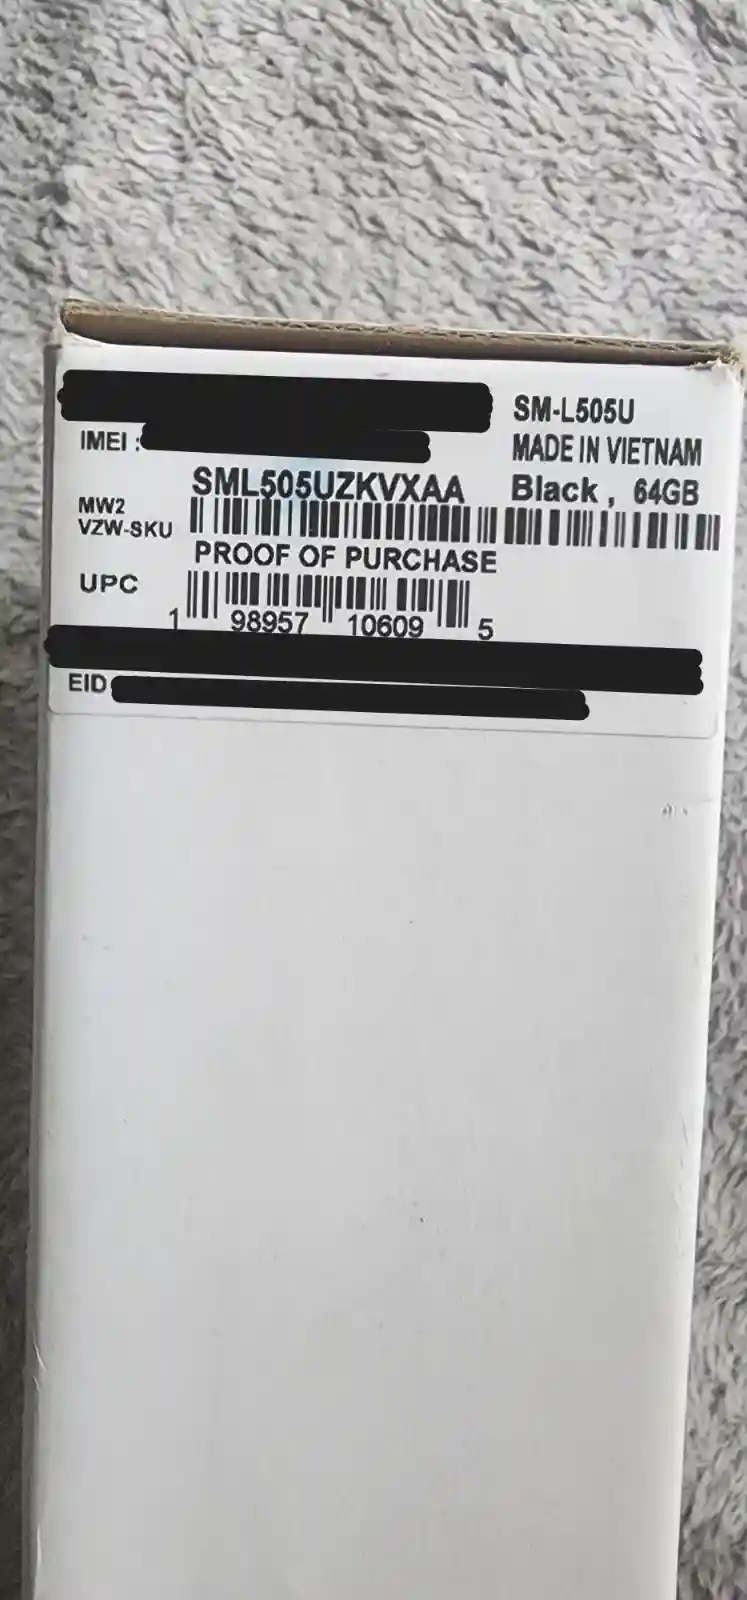 SM-L505U
IMEI :
MADE IN VIETNAM
SML505UZKVXAA
Black , 64GB
MW2
VZW-SKU
PROOF OF PURCHASE
UPC
1 98957 10609 5
EID